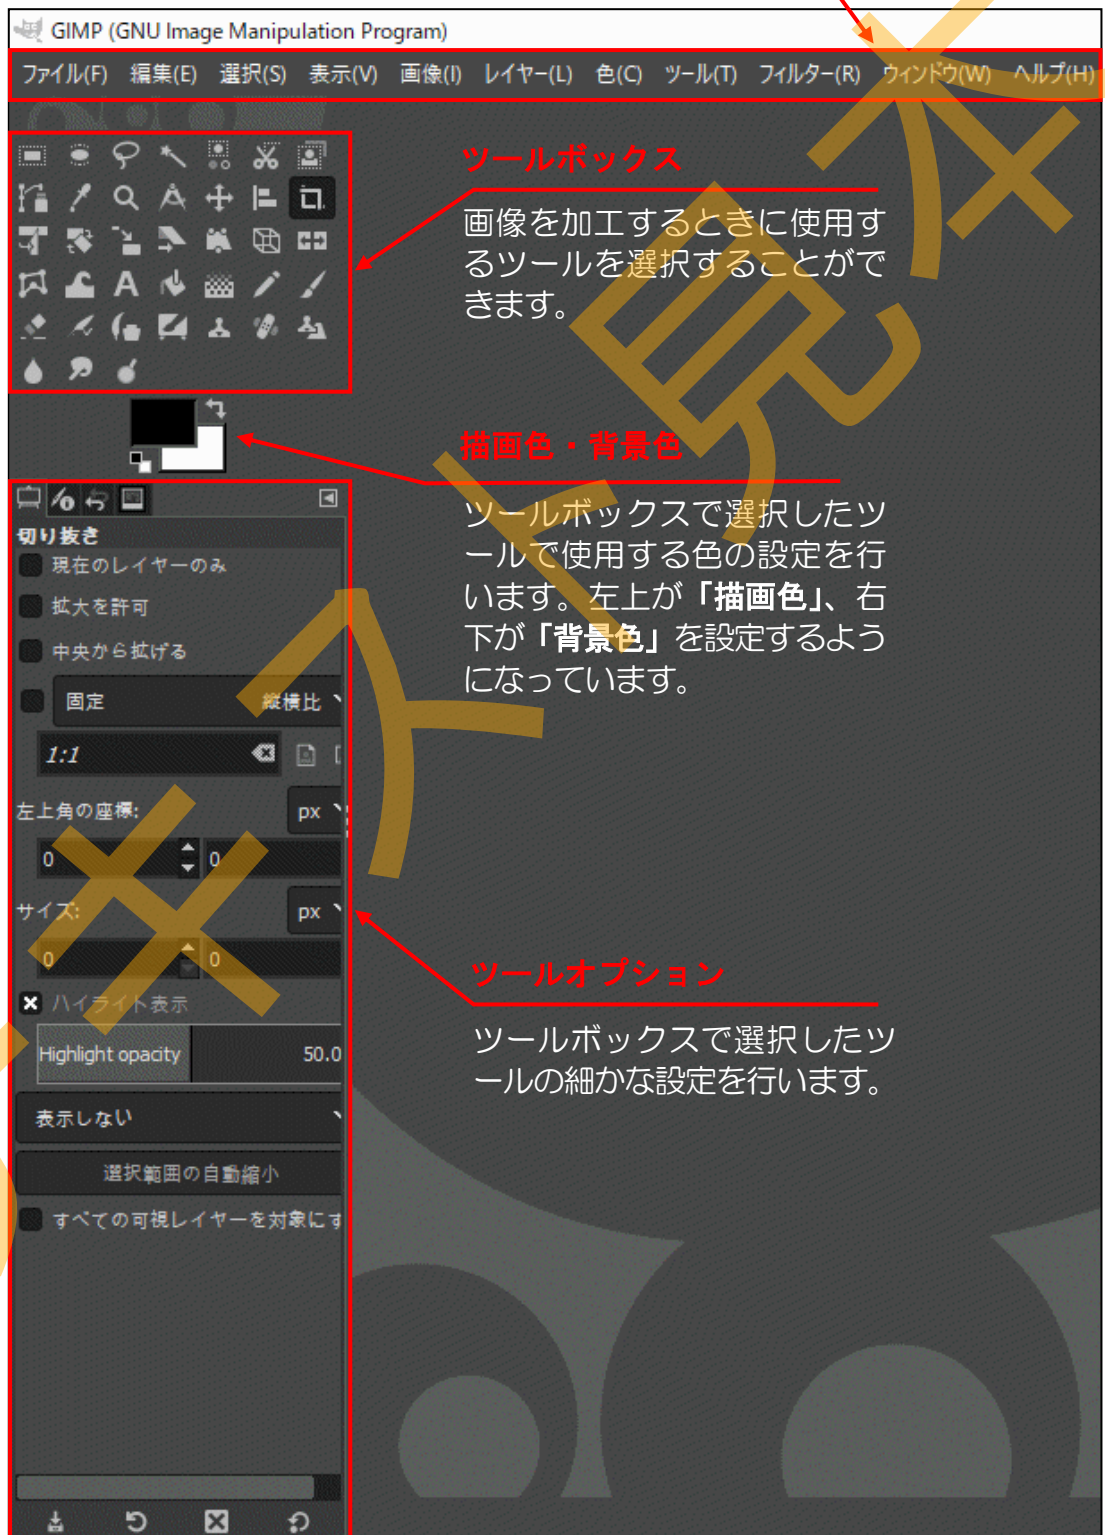 GIMP (GNU Image Manipulation Program)
ファイル(F) 編集(E) 選択(S) 表示(V) 画像(I) レイヤー(L) 色(C) ツール(T) フィルター(R) ウィンドウ(W) ヘルプ(H)
ツールボックス
画像を加工するときに使用す
るツールを選択することがで
きます。
描画色・背景色
ツールボックスで選択したツ
ールで使用する色の設定を行
います。左上が「描画色」、右
下が「背景色」を設定するよう
になっています。
切り抜き
現在のレイヤーのみ
拡大を許可
中央から拡げる
固定 縦横比
1:1
左上角の座標: px
0 0
サイズ: px
0 0
ハイライト表示
Highlight opacity 50.0
表示しない
選択範囲の自動縮小
すべての可視レイヤーを対象にす
ツールオプション
ツールボックスで選択したツ
ールの細かな設定を行います。
キスト見本